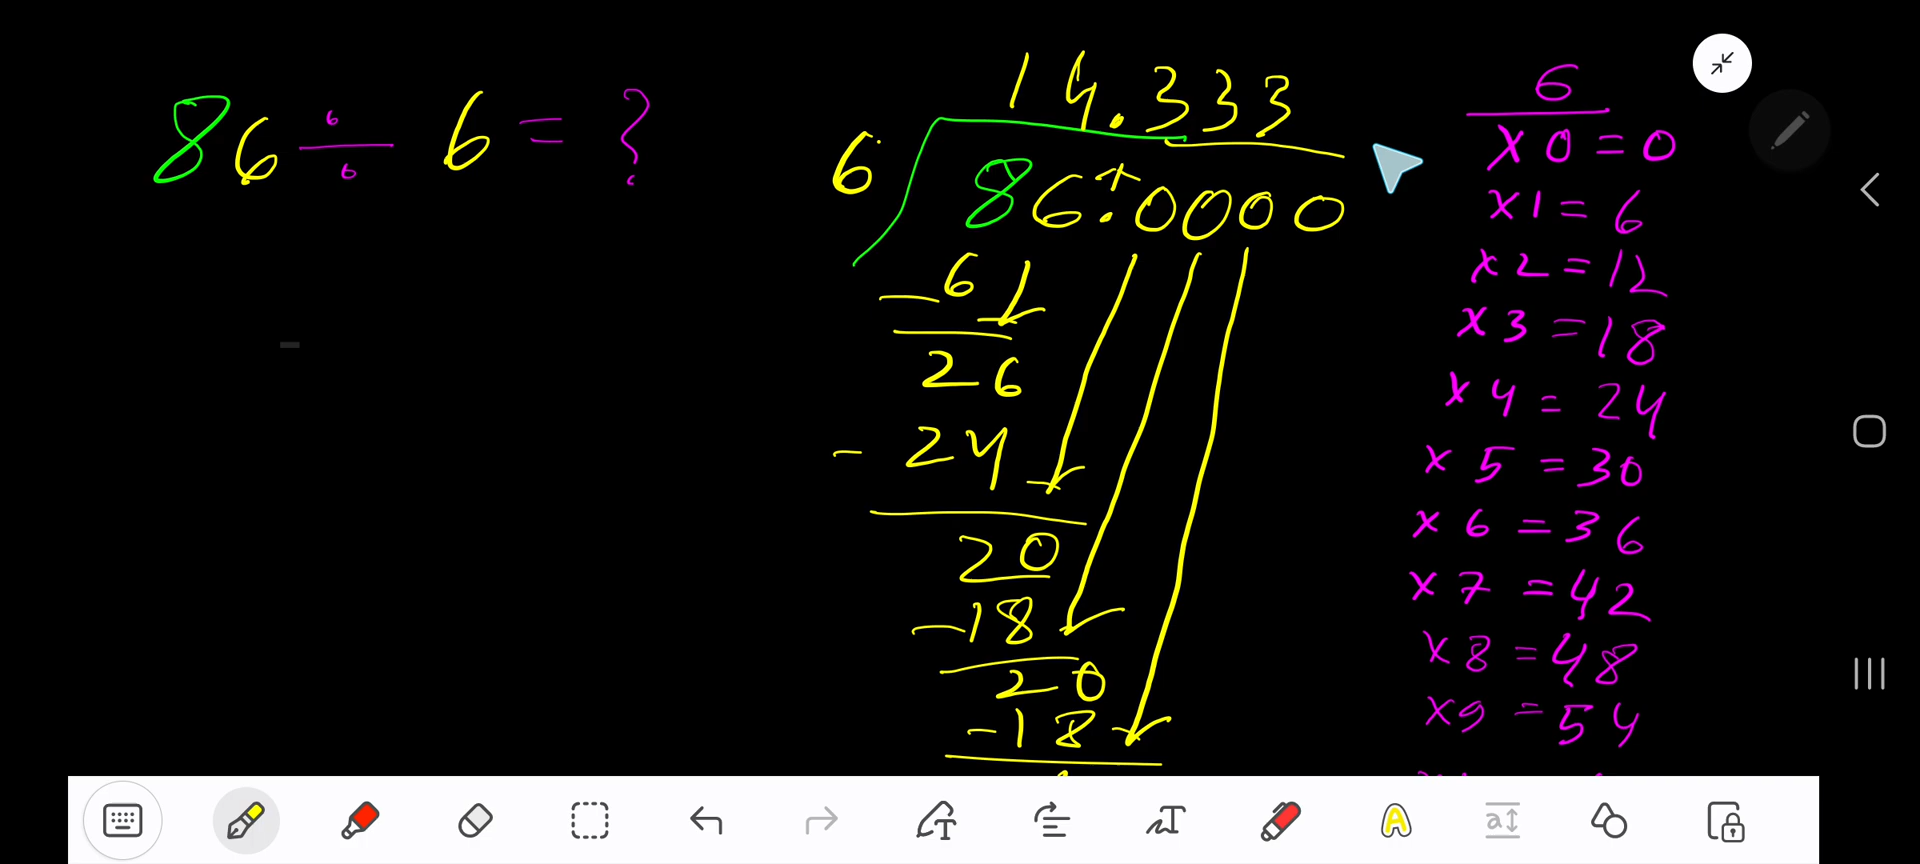 86 ÷ 6 = ?
14.333
6 86.0000
- 6
26
- 24
20
- 18
20
- 18
6
x0 = 0
x1 = 6
x2 = 12
x3 = 18
x4 = 24
x5 = 30
x6 = 36
x7 = 42
x8 = 48
x9 = 54